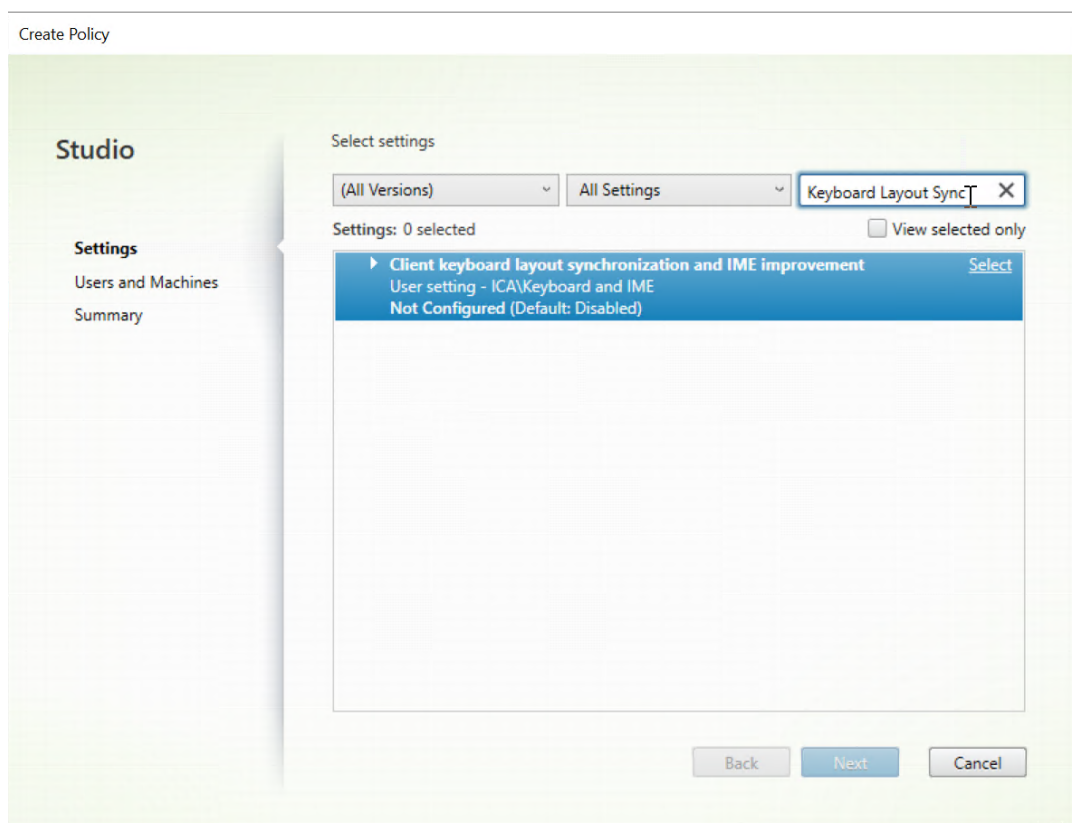 Create Policy
Studio
Settings
Users and Machines
Summary
Select settings
(All Versions)
All Settings
Keyboard Layout Sync
Settings: 0 selected
View selected only
Client keyboard layout synchronization and IME improvement
Select
User setting - ICA\Keyboard and IME
Not Configured (Default: Disabled)
Back
Next
Cancel